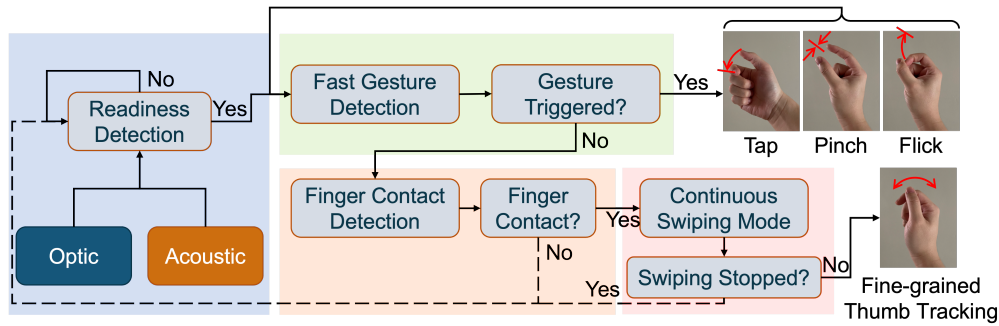 No
Readiness
Detection
Yes
Optic
Acoustic
Fast Gesture
Detection
Gesture
Triggered?
Yes
No
Tap
Pinch
Flick
Finger Contact
Detection
Finger
Contact?
Yes
No
Continuous
Swiping Mode
Swiping Stopped?
Yes
No
Fine-grained
Thumb Tracking